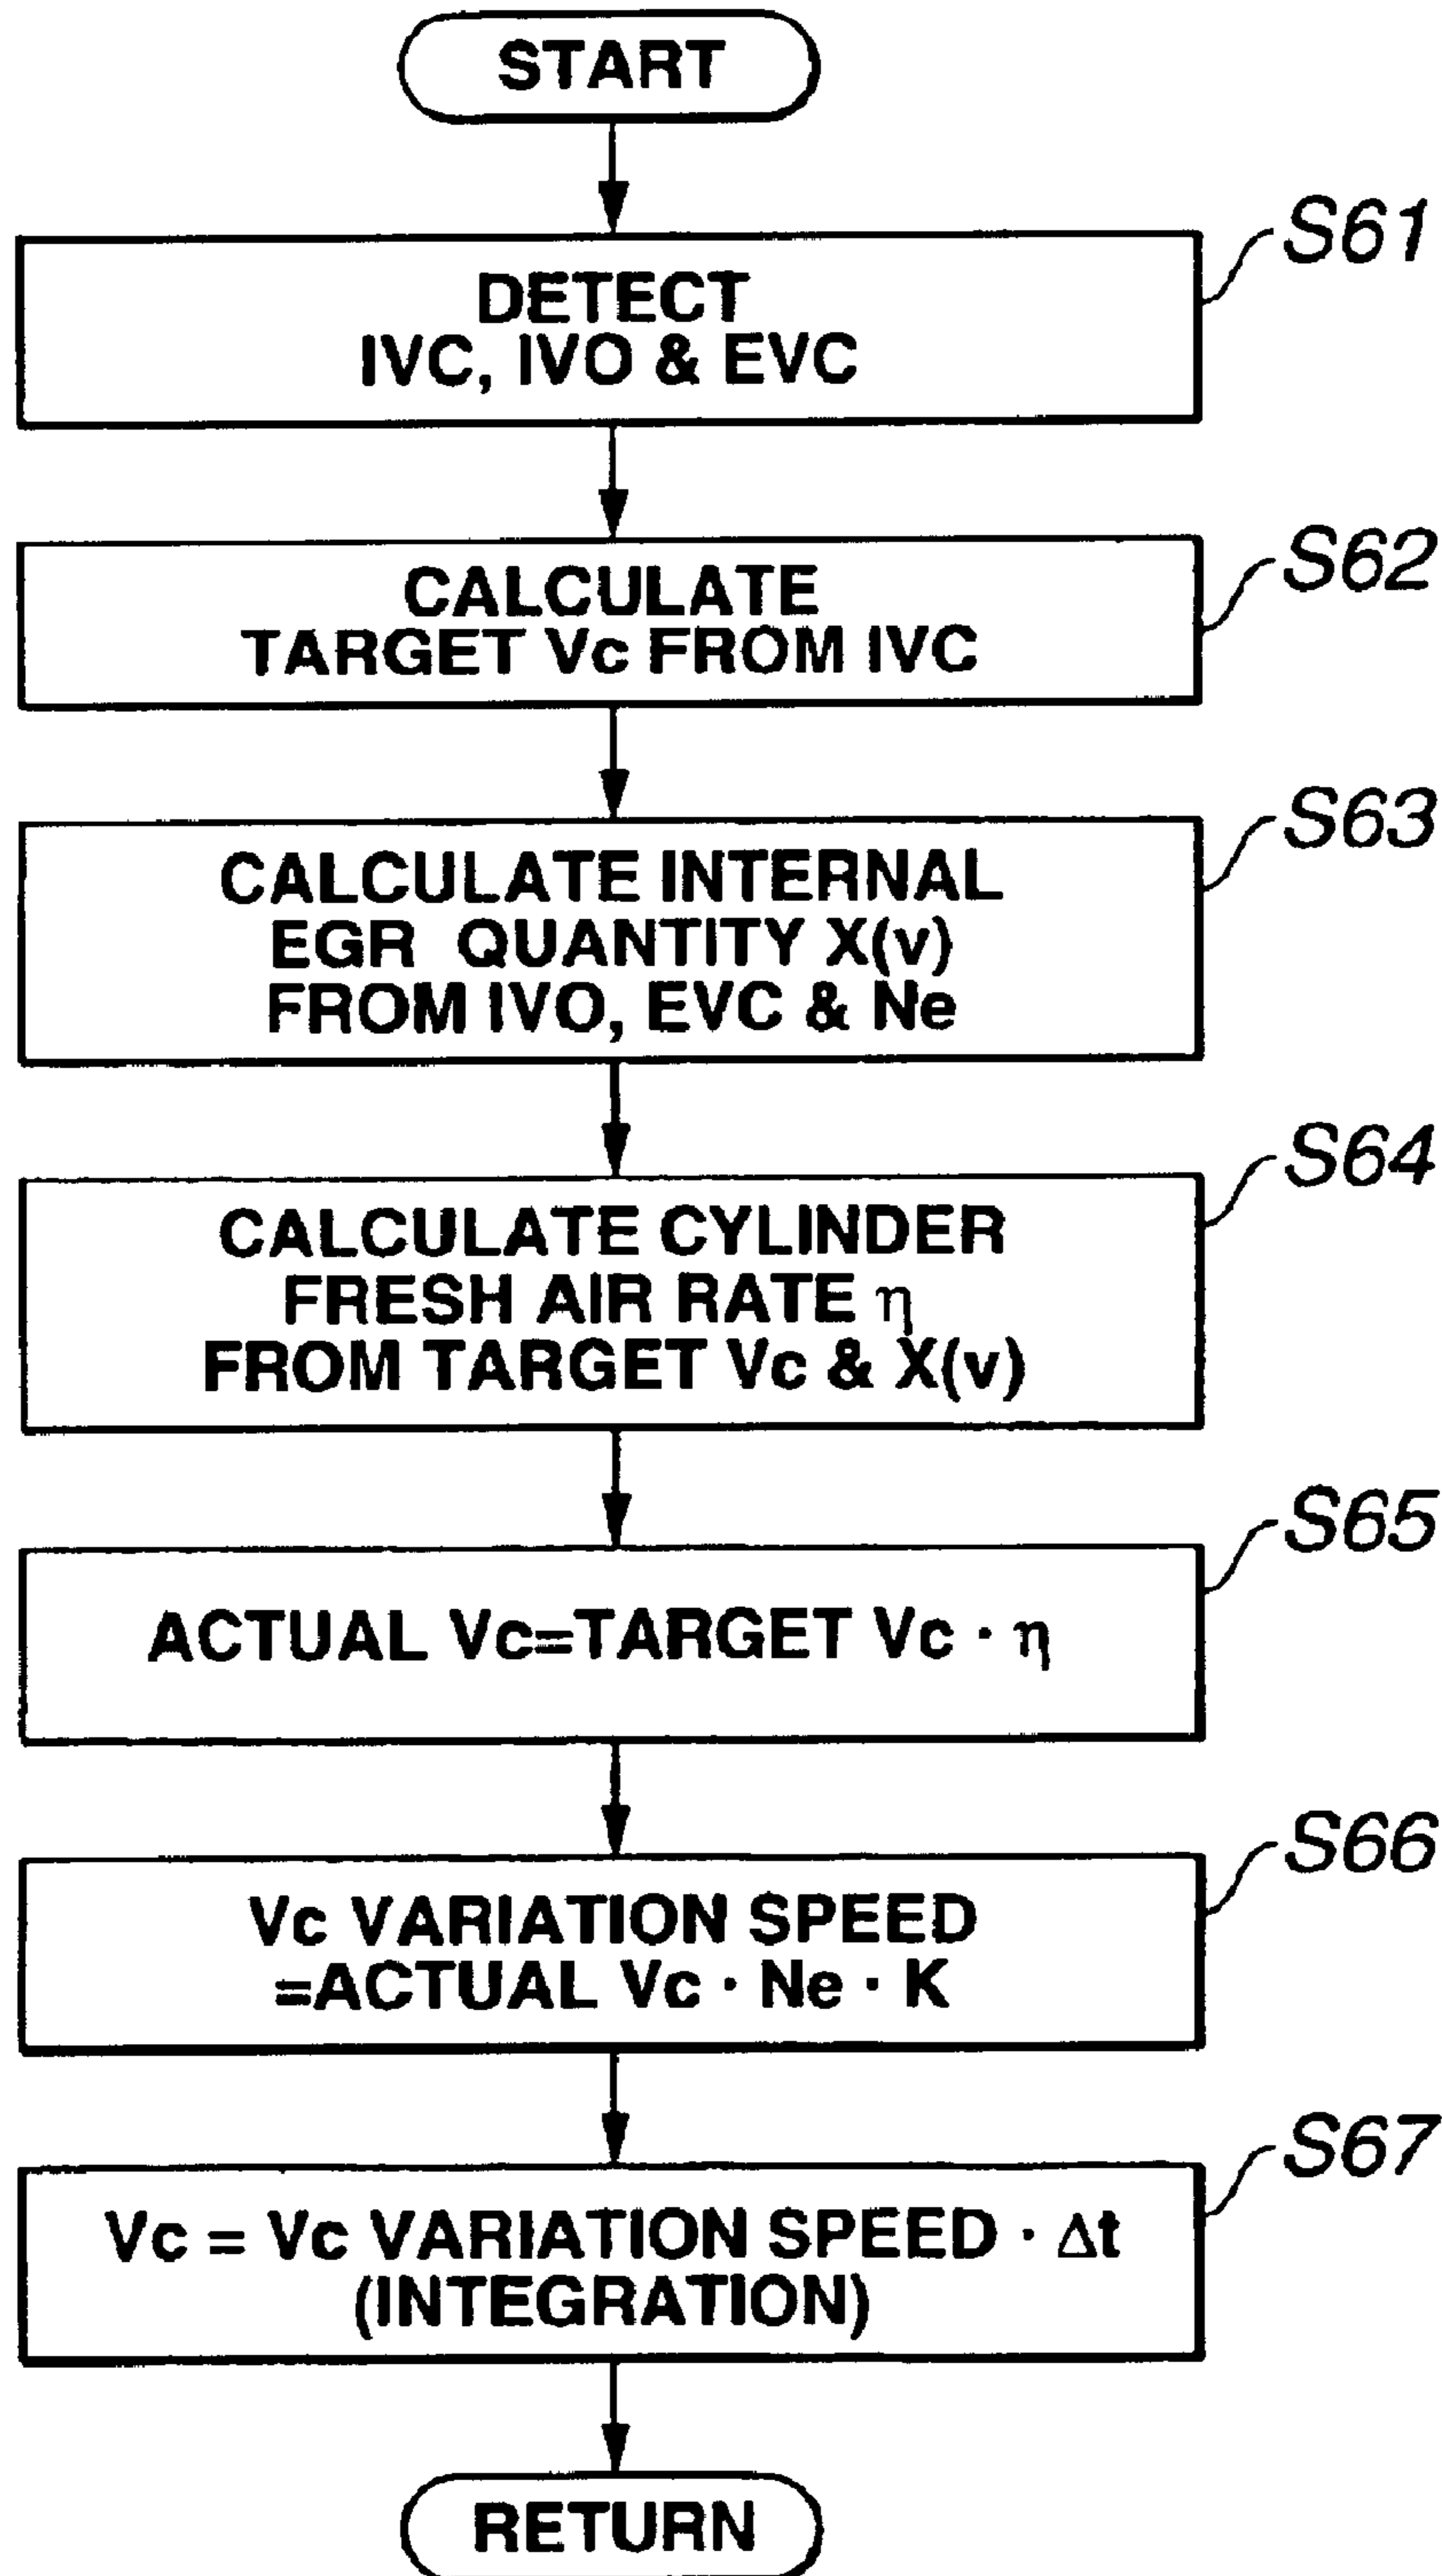 START
S61
DETECT
IVC, IVO & EVC
S62
CALCULATE
TARGET Vc FROM IVC
S63
CALCULATE INTERNAL
EGR QUANTITY X(v)
FROM IVO, EVC & Ne
S64
CALCULATE CYLINDER
FRESH AIR RATE η
FROM TARGET Vc & X(v)
S65
ACTUAL Vc=TARGET Vc · η
S66
Vc VARIATION SPEED
=ACTUAL Vc · Ne · K
S67
Vc = Vc VARIATION SPEED · Δt
(INTEGRATION)
RETURN